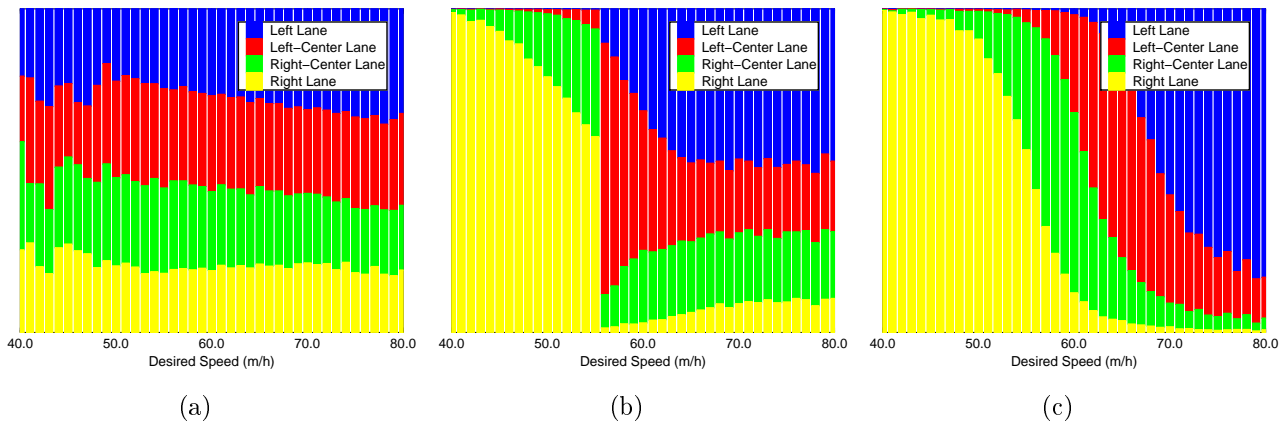 Left Lane
Left-Center Lane
Right-Center Lane
Right Lane
40.0 50.0 60.0 70.0 80.0
Desired Speed (m/h)
(a)
Left Lane
Left-Center Lane
Right-Center Lane
Right Lane
40.0 50.0 60.0 70.0 80.0
Desired Speed (m/h)
(b)
Left Lane
Left-Center Lane
Right-Center Lane
Right Lane
40.0 50.0 60.0 70.0 80.0
Desired Speed (m/h)
(c)